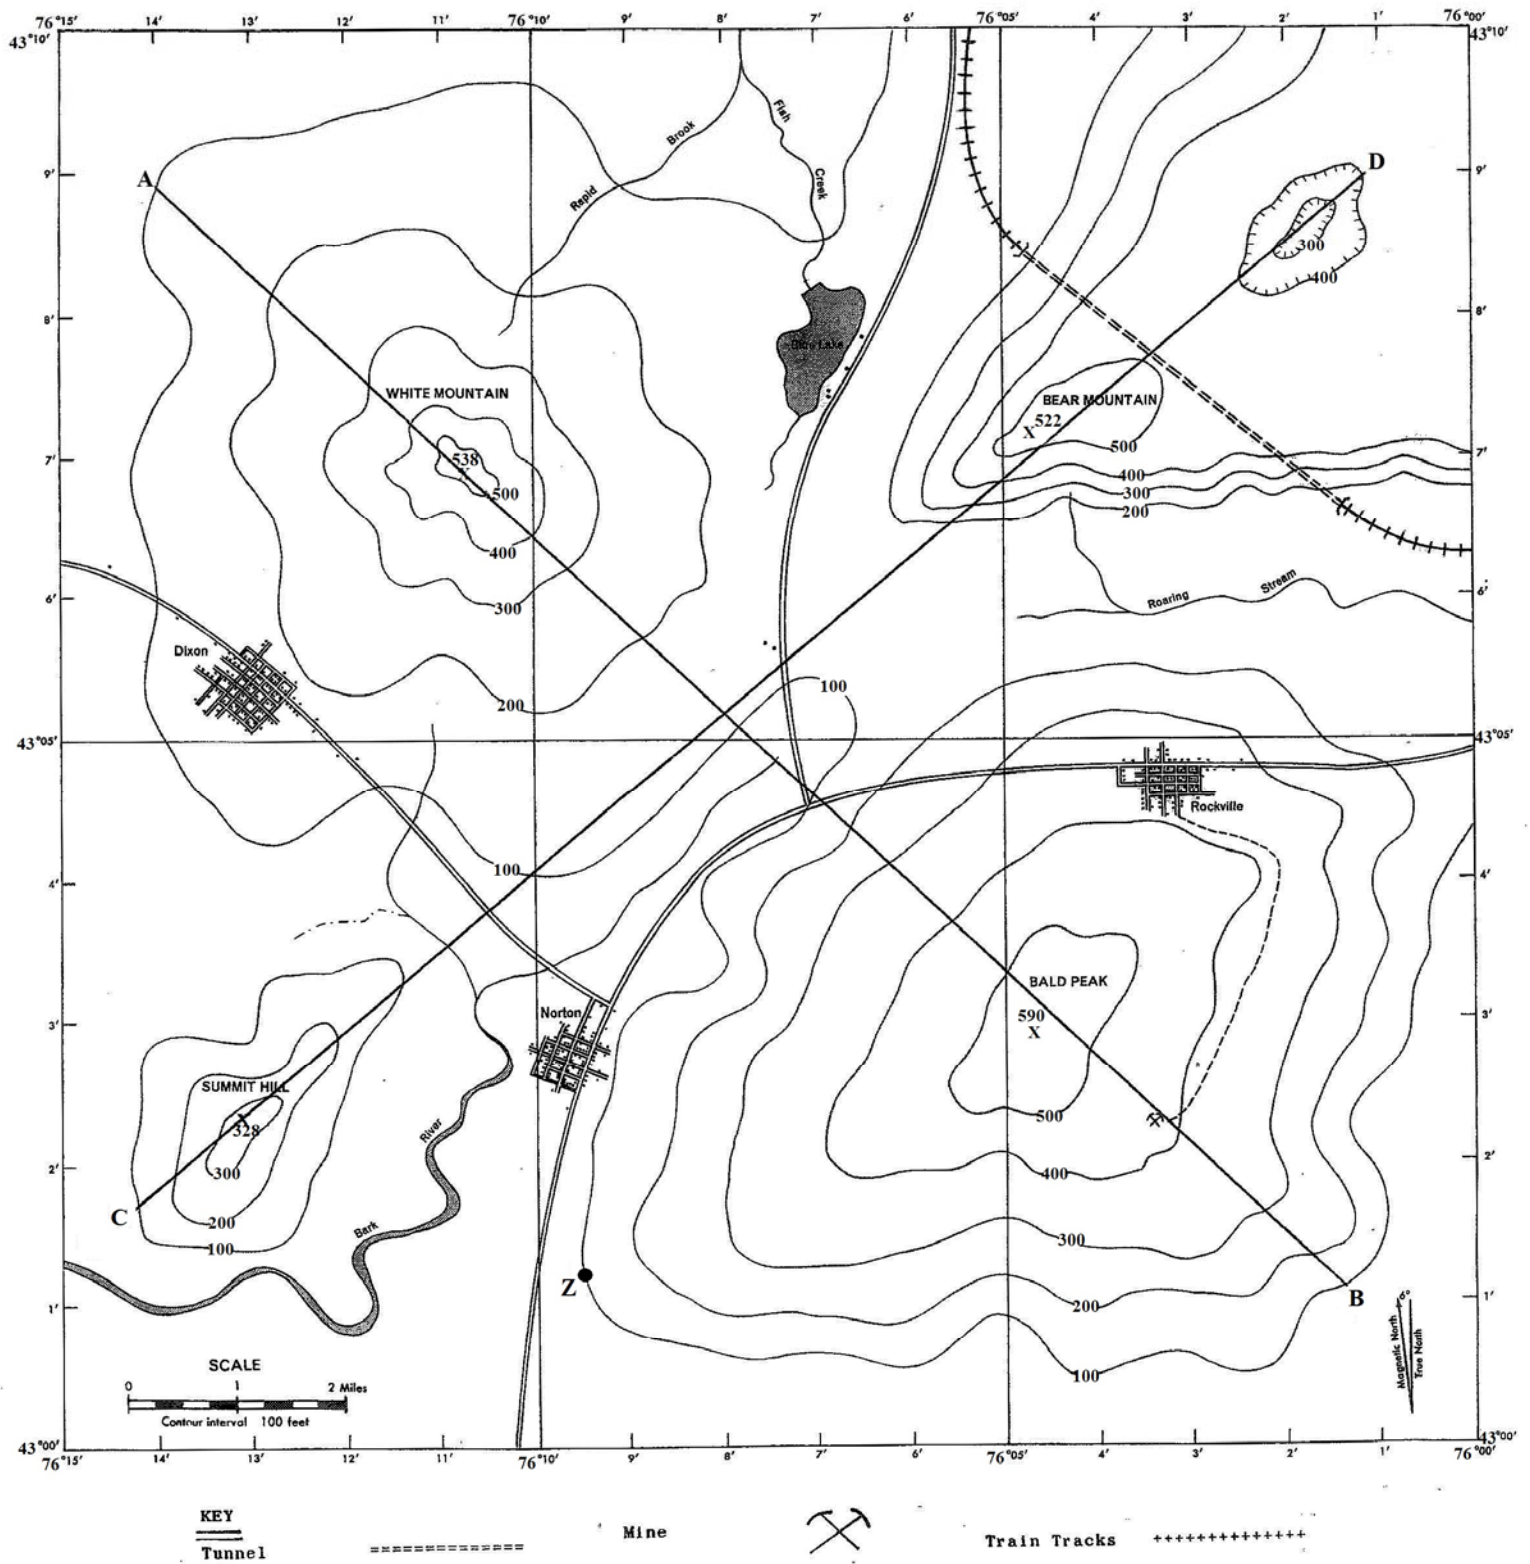 76°15′ 14′ 13′ 12′ 11′ 76°10′ 9′ 8′ 7′ 6′ 76°05′ 4′ 3′ 2′ 1′ 76°00′
43°10′ 43°10′
Fish
Brook
Creek
Rapid
A
D
9′ 9′
300
400
8′ 8′
Blue Lake
WHITE MOUNTAIN
BEAR MOUNTAIN
522
X
538
X
500
7′ 7′
500
400
400
300
200
300
6′ 6′
Roaring Stream
Dixon
200
100
43°05′ 43°05′
Rockville
100
4′ 4′
BALD PEAK
590
X
Norton
3′ 3′
SUMMIT HILL
X
328
500
River
300
400
2′ 2′
C
200
100
Bark
300
Z
200
B
1′ 1′
6°
Magnetic North
True North
100
SCALE
0 1 2 Miles
Contour interval 100 feet
43°00′ 43°00′
76°15′ 14′ 13′ 12′ 11′ 76°10′ 9′ 8′ 7′ 6′ 76°05′ 4′ 3′ 2′ 1′ 76°00′
KEY
Tunnel
Mine
Train Tracks